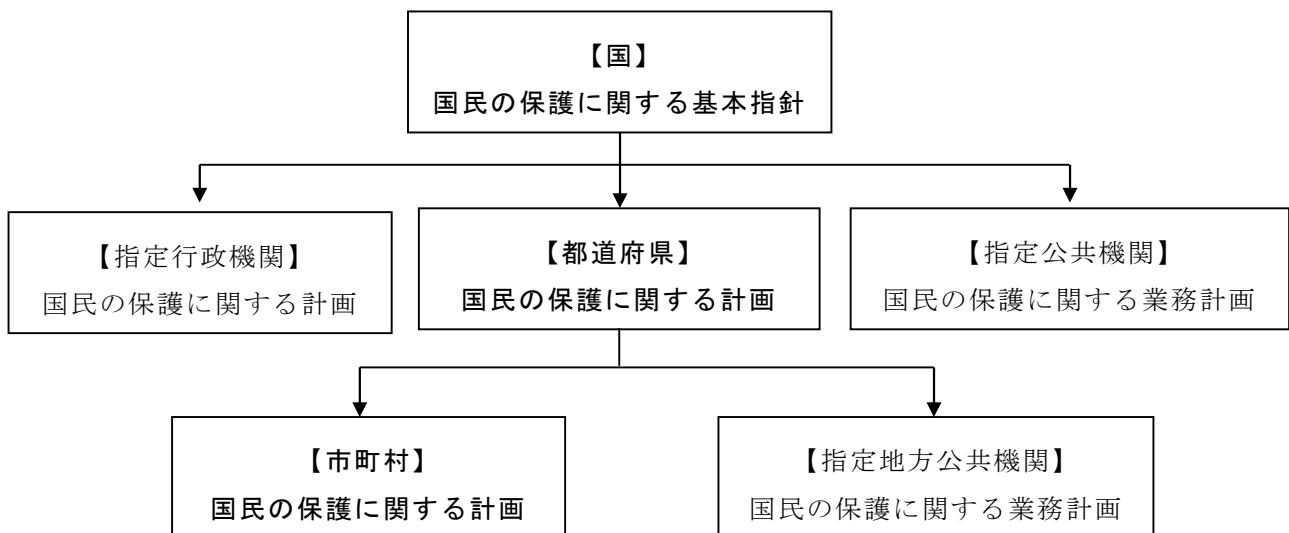 【国】
国民の保護に関する基本指針
【指定行政機関】
国民の保護に関する計画
【都道府県】
国民の保護に関する計画
【指定公共機関】
国民の保護に関する業務計画
【市町村】
国民の保護に関する計画
【指定地方公共機関】
国民の保護に関する業務計画